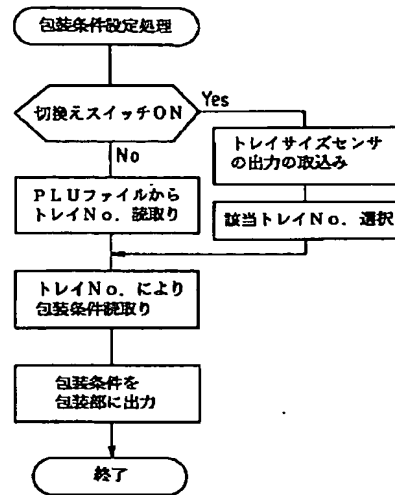 包装条件設定処理
切換えスイッチON
Yes
No
トレイサイズセンサ
の出力の取込み
PLUファイルから
トレイNo.読取り
該当トレイNo.選択
トレイNo.により
包装条件読取り
包装条件を
包装部に出力
終了